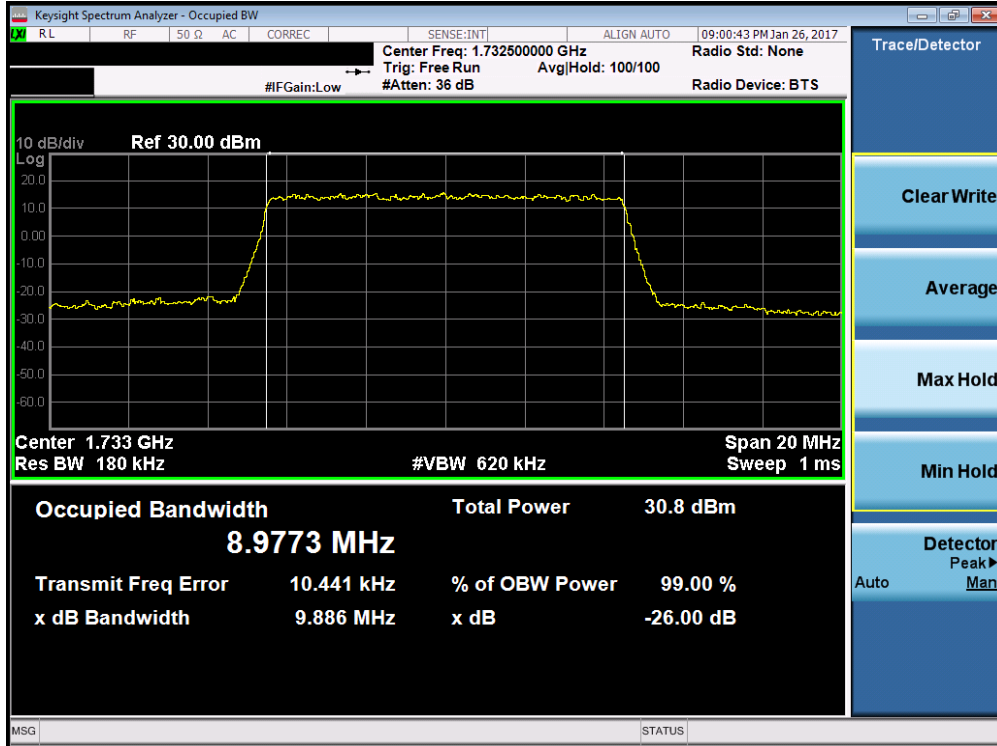 Keysight Spectrum Analyzer - Occupied BW
LXI RL RF 50 Ω AC CORREC SENSE:INT ALIGN AUTO 09:00:43 PM Jan 26, 2017
Center Freq: 1.732500000 GHz Radio Std: None
Trig: Free Run Avg|Hold: 100/100
#IFGain:Low #Atten: 36 dB Radio Device: BTS
Trace/Detector
10 dB/div Ref 30.00 dBm
Log
20.0
10.0
0.00
-10.0
-20.0
-30.0
-40.0
-50.0
-60.0
Center 1.733 GHz Span 20 MHz
Res BW 180 kHz #VBW 620 kHz Sweep 1 ms
Occupied Bandwidth Total Power 30.8 dBm
8.9773 MHz
Transmit Freq Error 10.441 kHz % of OBW Power 99.00 %
x dB Bandwidth 9.886 MHz x dB -26.00 dB
Clear Write
Average
Max Hold
Min Hold
Detector
Peak▶
Auto Man
MSG STATUS